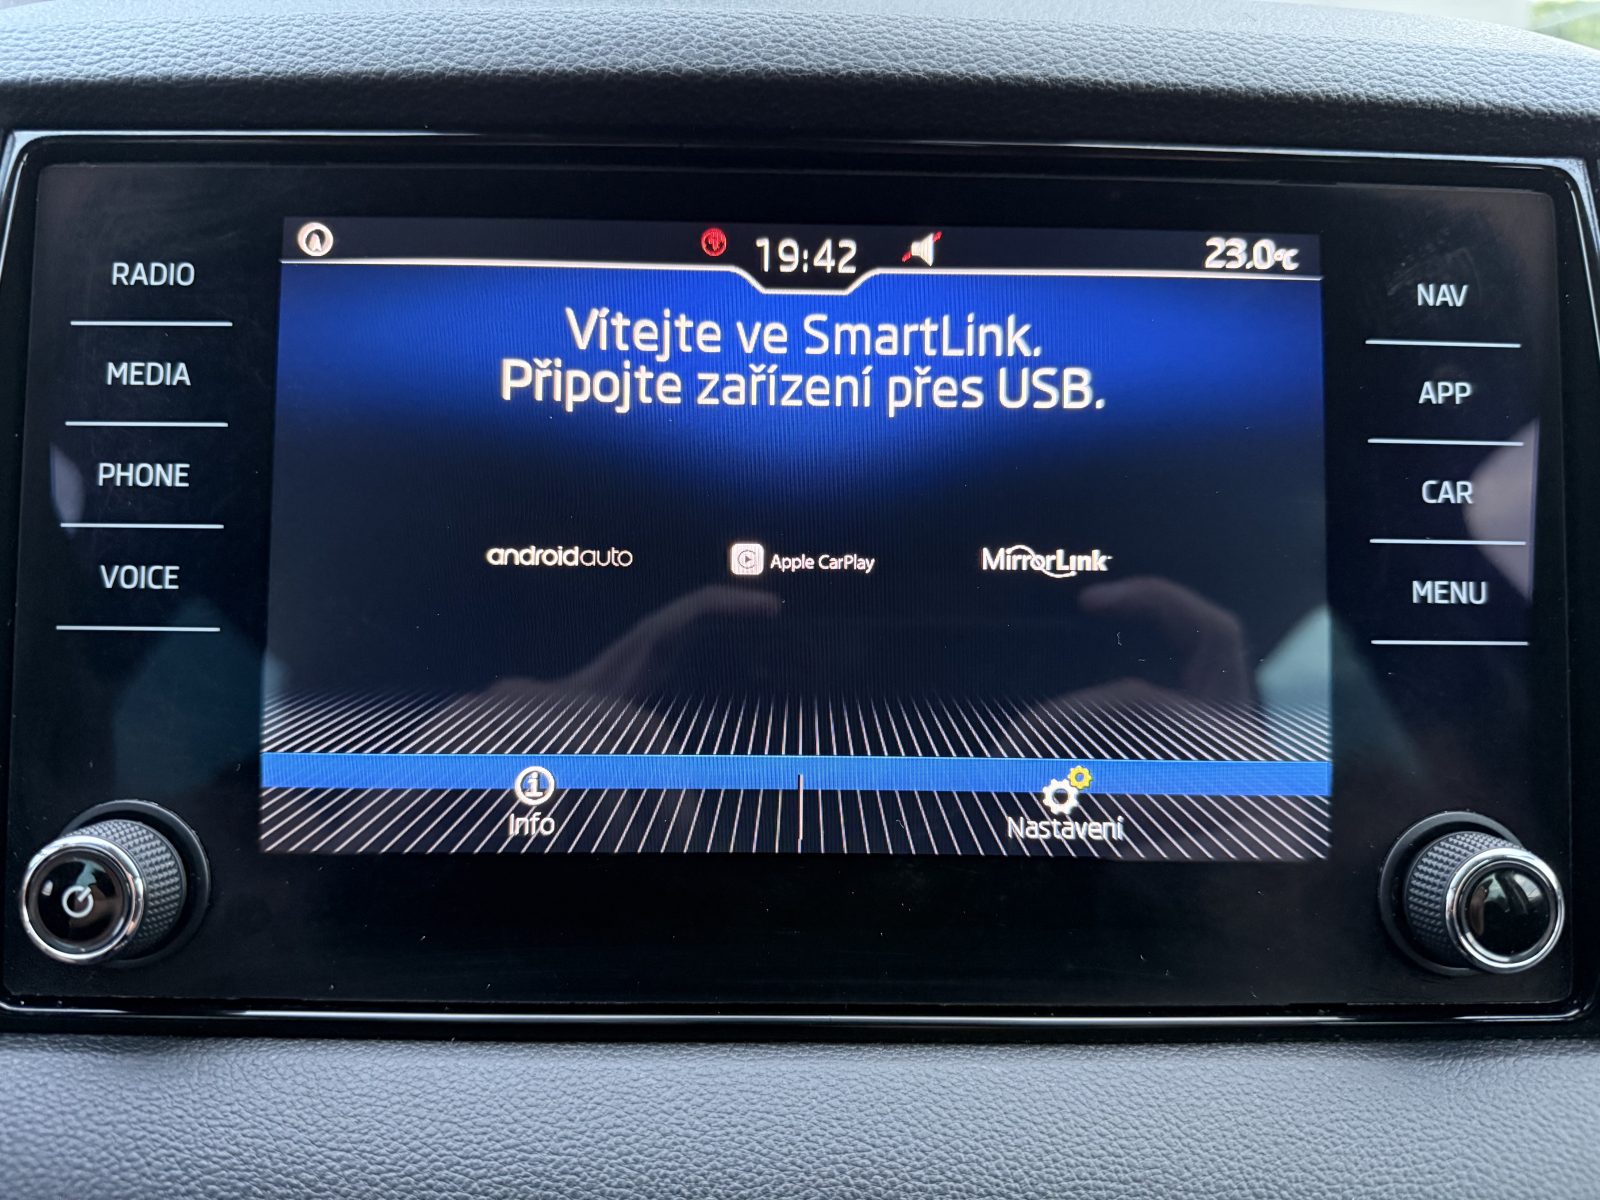 19:42
23.0°C
RADIO
MEDIA
PHONE
VOICE
Vítejte ve SmartLink.
Připojte zařízení přes USB.
androidauto
Apple CarPlay
MirrorLink
Info
Nastavení
NAV
APP
CAR
MENU